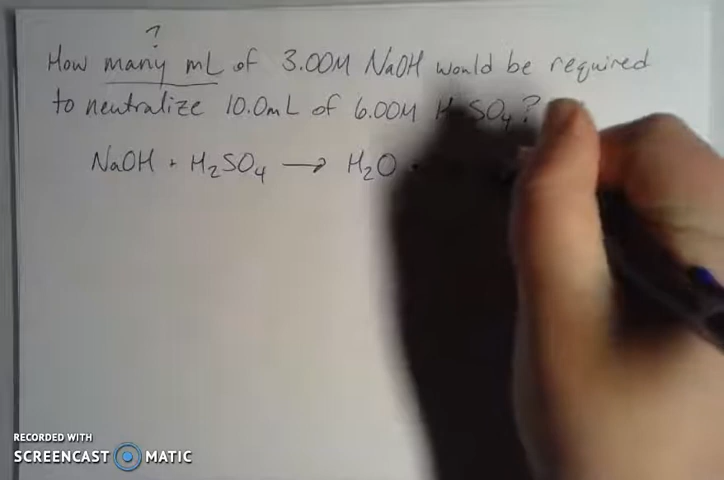 ?
How many mL of 3.00M NaOH would be required
to neutralize 10.0mL of 6.00M H SO₄?
NaOH + H₂SO₄ → H₂O +
RECORDED WITH
SCREENCAST MATIC